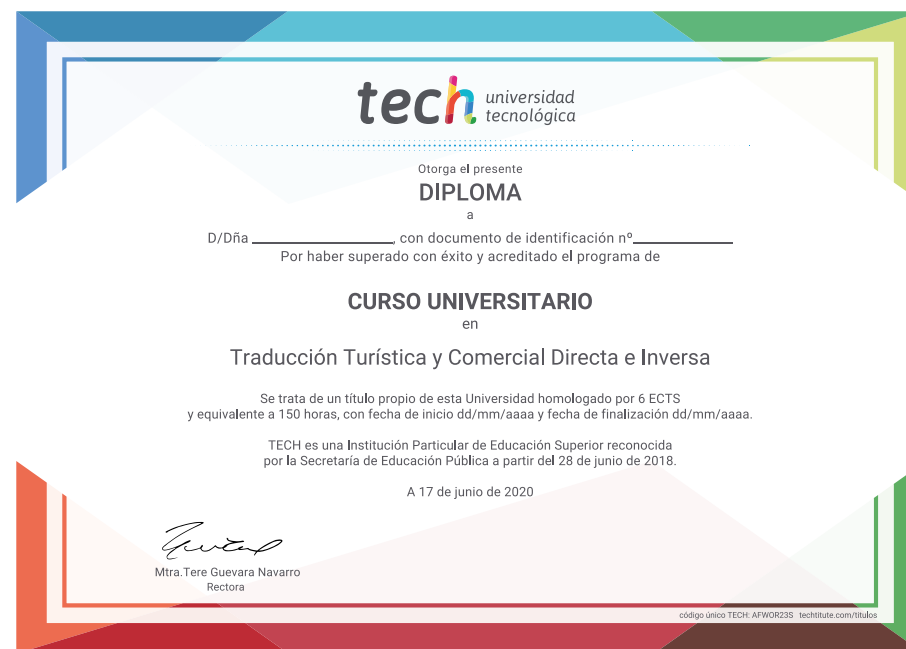 tech universidad
tecnológica
Otorga el presente
DIPLOMA
a
D/Dña ____________________, con documento de identificación nº______________
Por haber superado con éxito y acreditado el programa de
CURSO UNIVERSITARIO
en
Traducción Turística y Comercial Directa e Inversa
Se trata de un título propio de esta Universidad homologado por 6 ECTS
y equivalente a 150 horas, con fecha de inicio dd/mm/aaaa y fecha de finalización dd/mm/aaaa.
TECH es una Institución Particular de Educación Superior reconocida
por la Secretaría de Educación Pública a partir del 28 de junio de 2018.
A 17 de junio de 2020
Mtra.Tere Guevara Navarro
Rectora
código único TECH: AFWOR23S techtitute.com/titulos